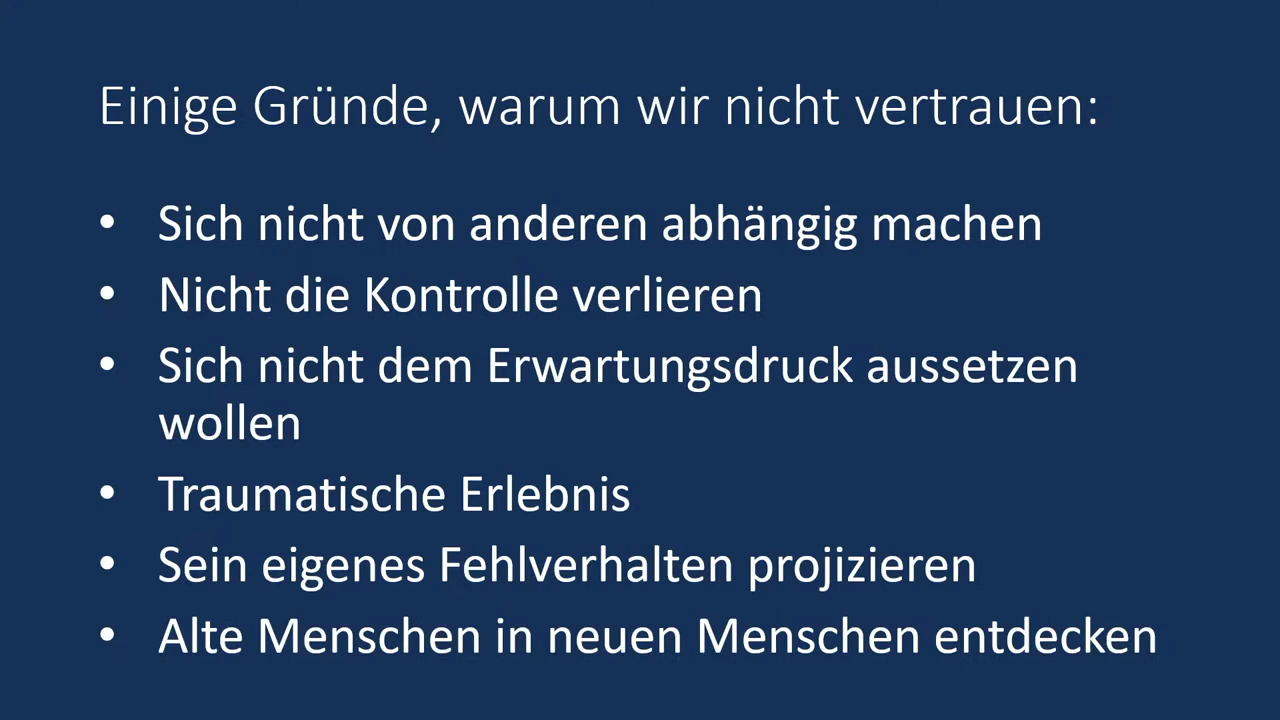 Einige Gründe, warum wir nicht vertrauen:
• Sich nicht von anderen abhängig machen
• Nicht die Kontrolle verlieren
• Sich nicht dem Erwartungsdruck aussetzen
wollen
• Traumatische Erlebnis
• Sein eigenes Fehlverhalten projizieren
• Alte Menschen in neuen Menschen entdecken